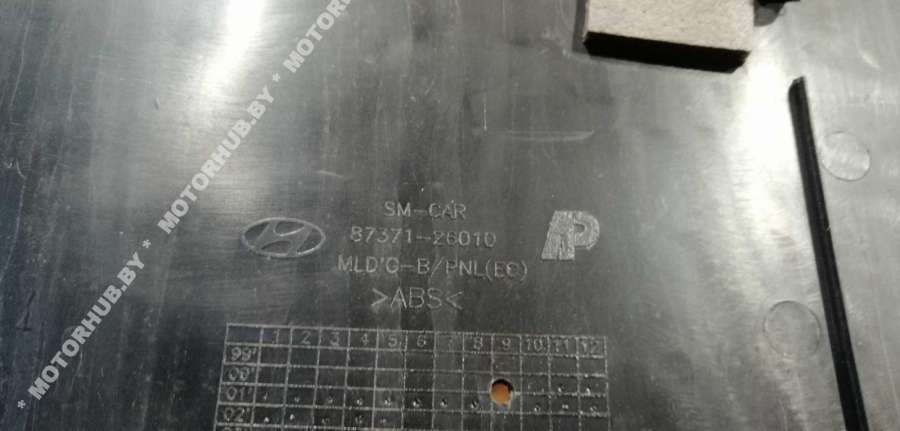 * MOTORHUB.BY * MOTORHUB.BY * MOTORHUB.BY *
SM-CAR
87371-26010
MLD'G-B/PNL(EC)
>ABS<
1 2 3 4 5 6 7 8 9 10 11 12
99'
00'
01'
02'